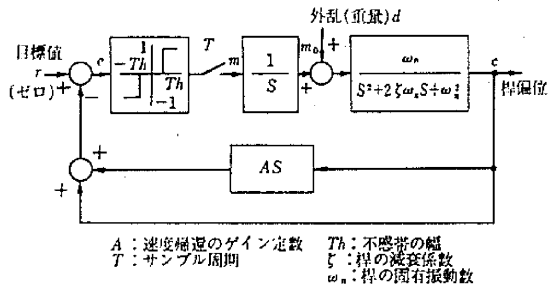 外乱(重量)d
目標値
r
(ゼロ)
+
−
e
1
−Th
Th
−1
T
m
1
S
m₀
+
+
ωₙ
S²+2ζωₙS+ωₙ²
c
桿偏位
+
+
AS
A：速度帰還のゲイン定数
T：サンプル周期
Th：不感帯の幅
ζ：桿の減衰係数
ωₙ：桿の固有振動数